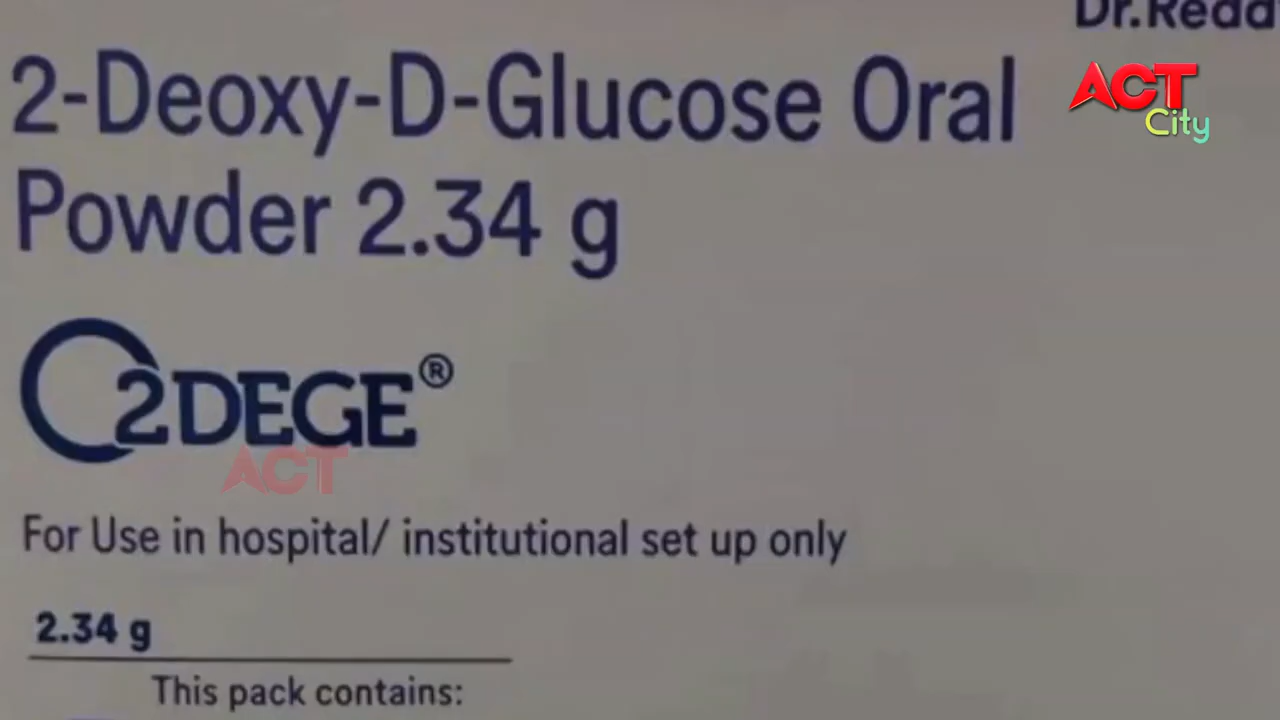 Dr.Redd
ACT
City
2-Deoxy-D-Glucose Oral
Powder 2.34 g
2DEGE®
ACT
For Use in hospital/ institutional set up only
2.34 g
This pack contains: